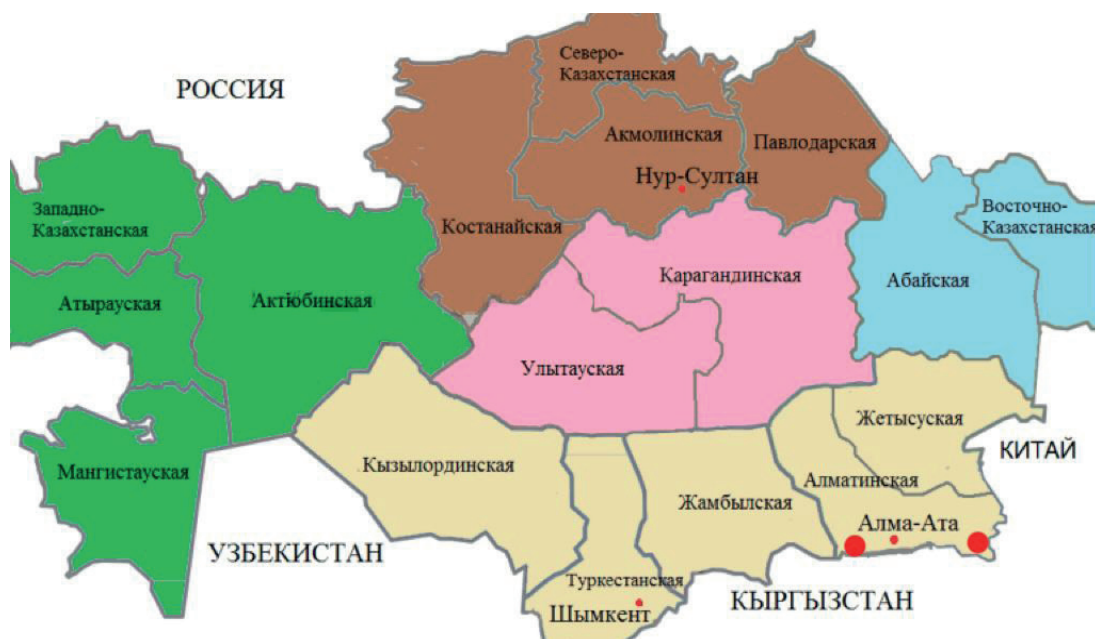 Северо-
Казахстанская
РОССИЯ
Акмолинская
Павлодарская
Нур-Султан
Западно-
Казахстанская
Костанайская
Восточно-
Казахстанская
Атырауская
Актюбинская
Карагандинская
Абайская
Улытауская
Жетысуская
КИТАЙ
Мангистауская
Кызылординская
Жамбылская
Алматинская
Алма-Ата
УЗБЕКИСТАН
Туркестанская
Шымкент
КЫРГЫЗСТАН